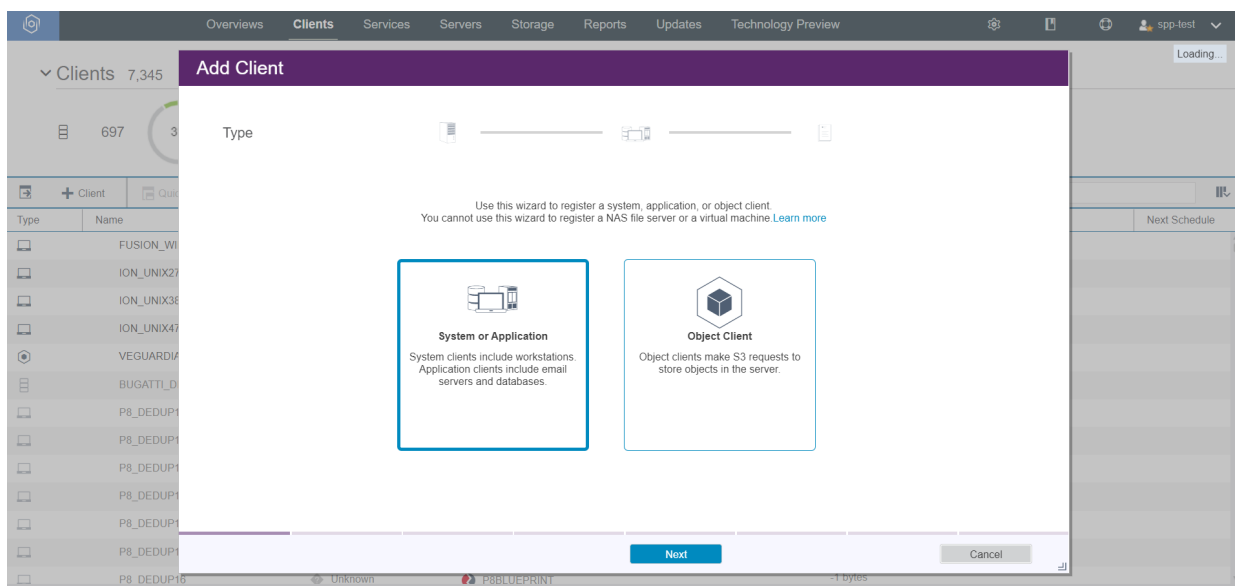 Overviews Clients Services Servers Storage Reports Updates Technology Preview spp-test
Loading...
Clients 7,345
Add Client
697 3
Type
Client
Type Name Next Schedule
Use this wizard to register a system, application, or object client.
You cannot use this wizard to register a NAS file server or a virtual machine.Learn more
System or Application
System clients include workstations.
Application clients include email
servers and databases.
Object Client
Object clients make S3 requests to
store objects in the server.
FUSION_WI
ION_UNIX27
ION_UNIX38
ION_UNIX47
VEGUARDIA
BUGATTI_D
P8_DEDUP1
P8_DEDUP1
P8_DEDUP1
P8_DEDUP1
P8_DEDUP1
P8_DEDUP1
Next Cancel
P8_DEDUP16 Unknown P8BLUEPRINT -1 bytes